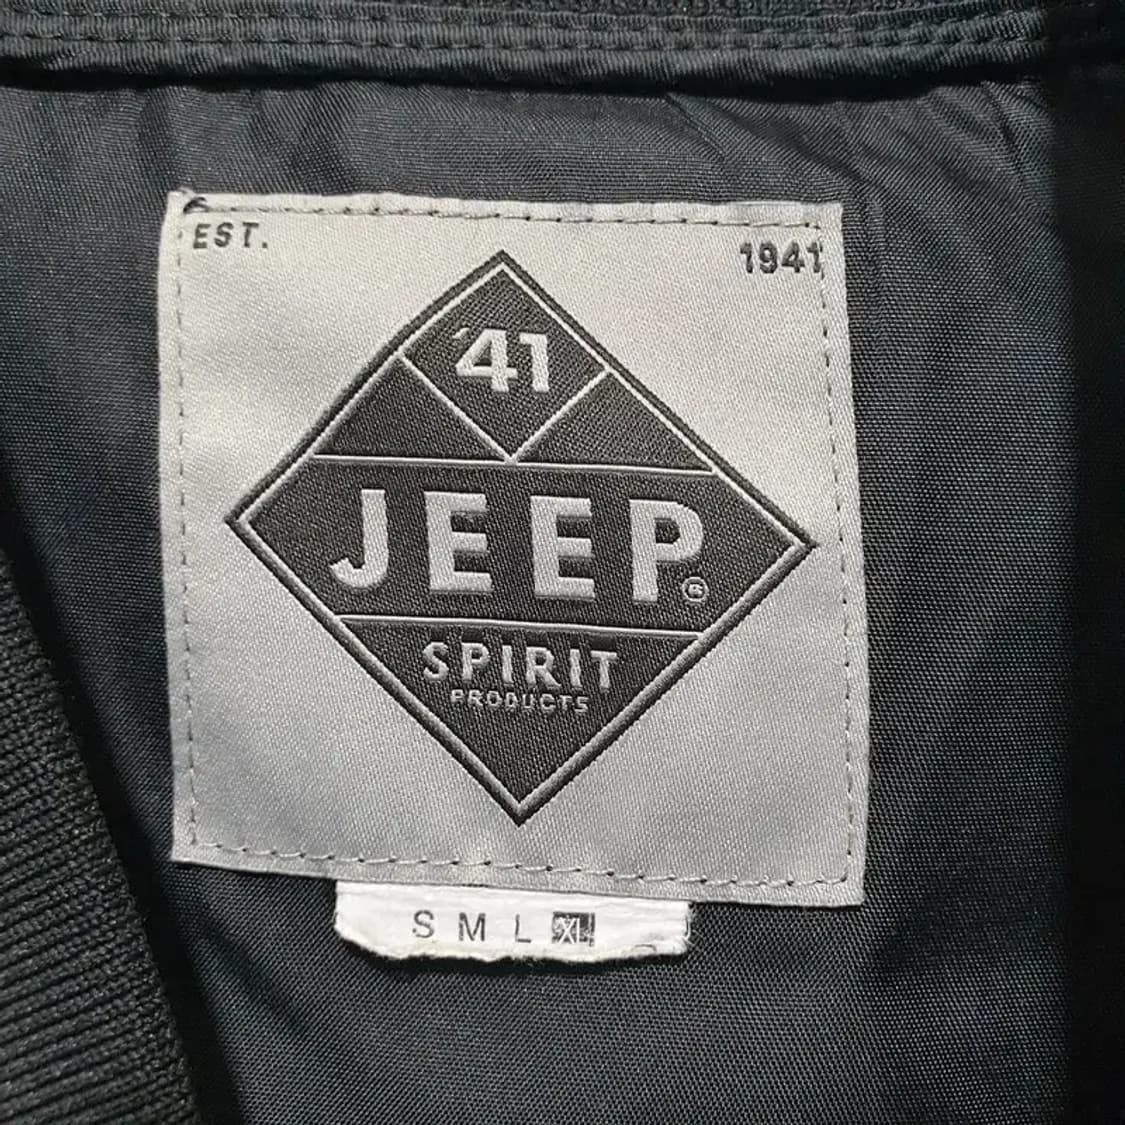 EST. 1941
'41
JEEP®
SPIRIT
PRODUCTS
S M L XL